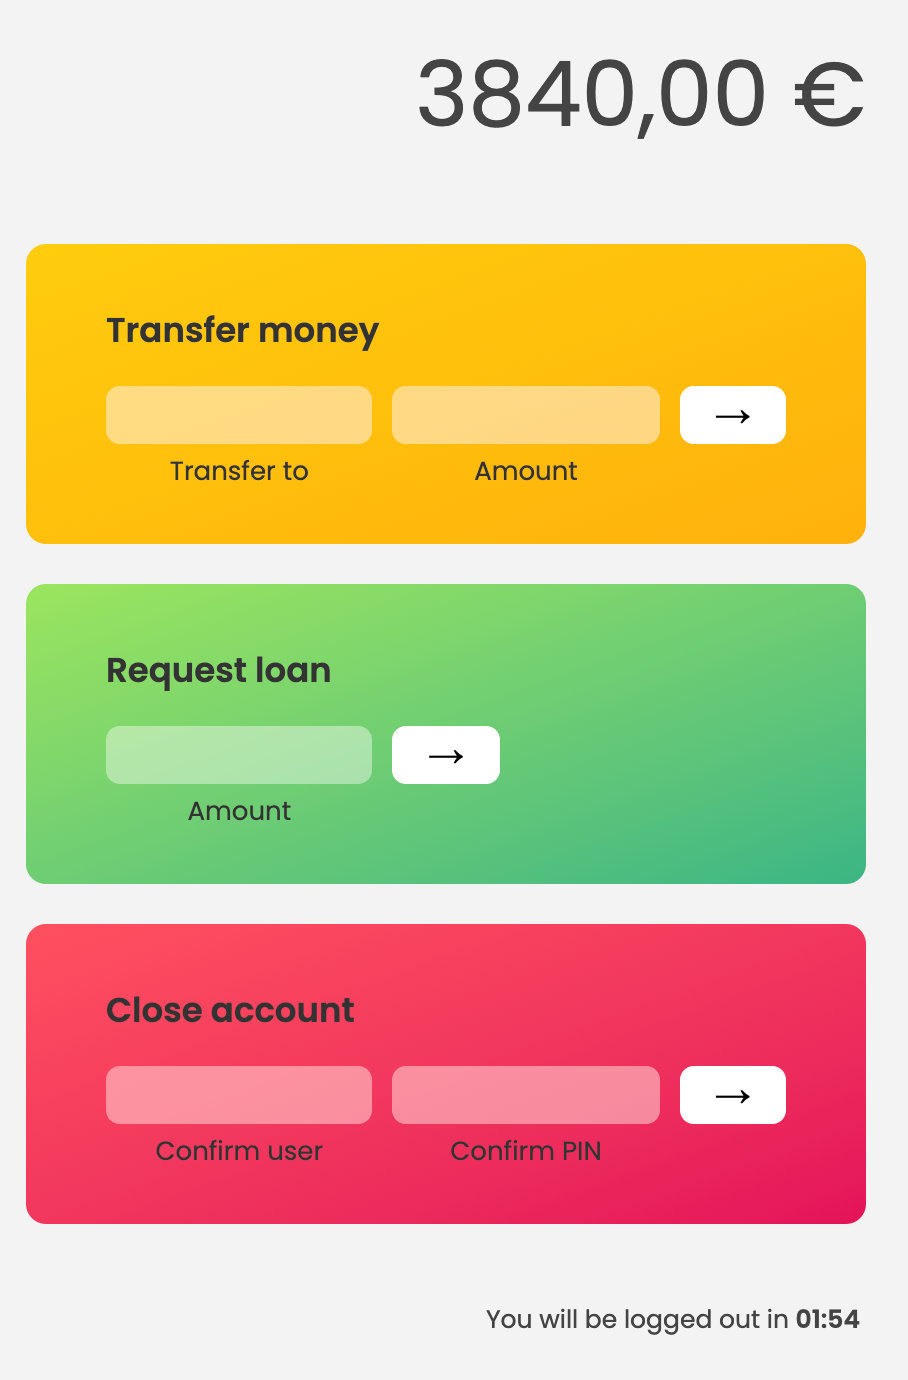 3840,00 €
Transfer money
→
Transfer to Amount
Request loan
→
Amount
Close account
→
Confirm user Confirm PIN
You will be logged out in 01:54